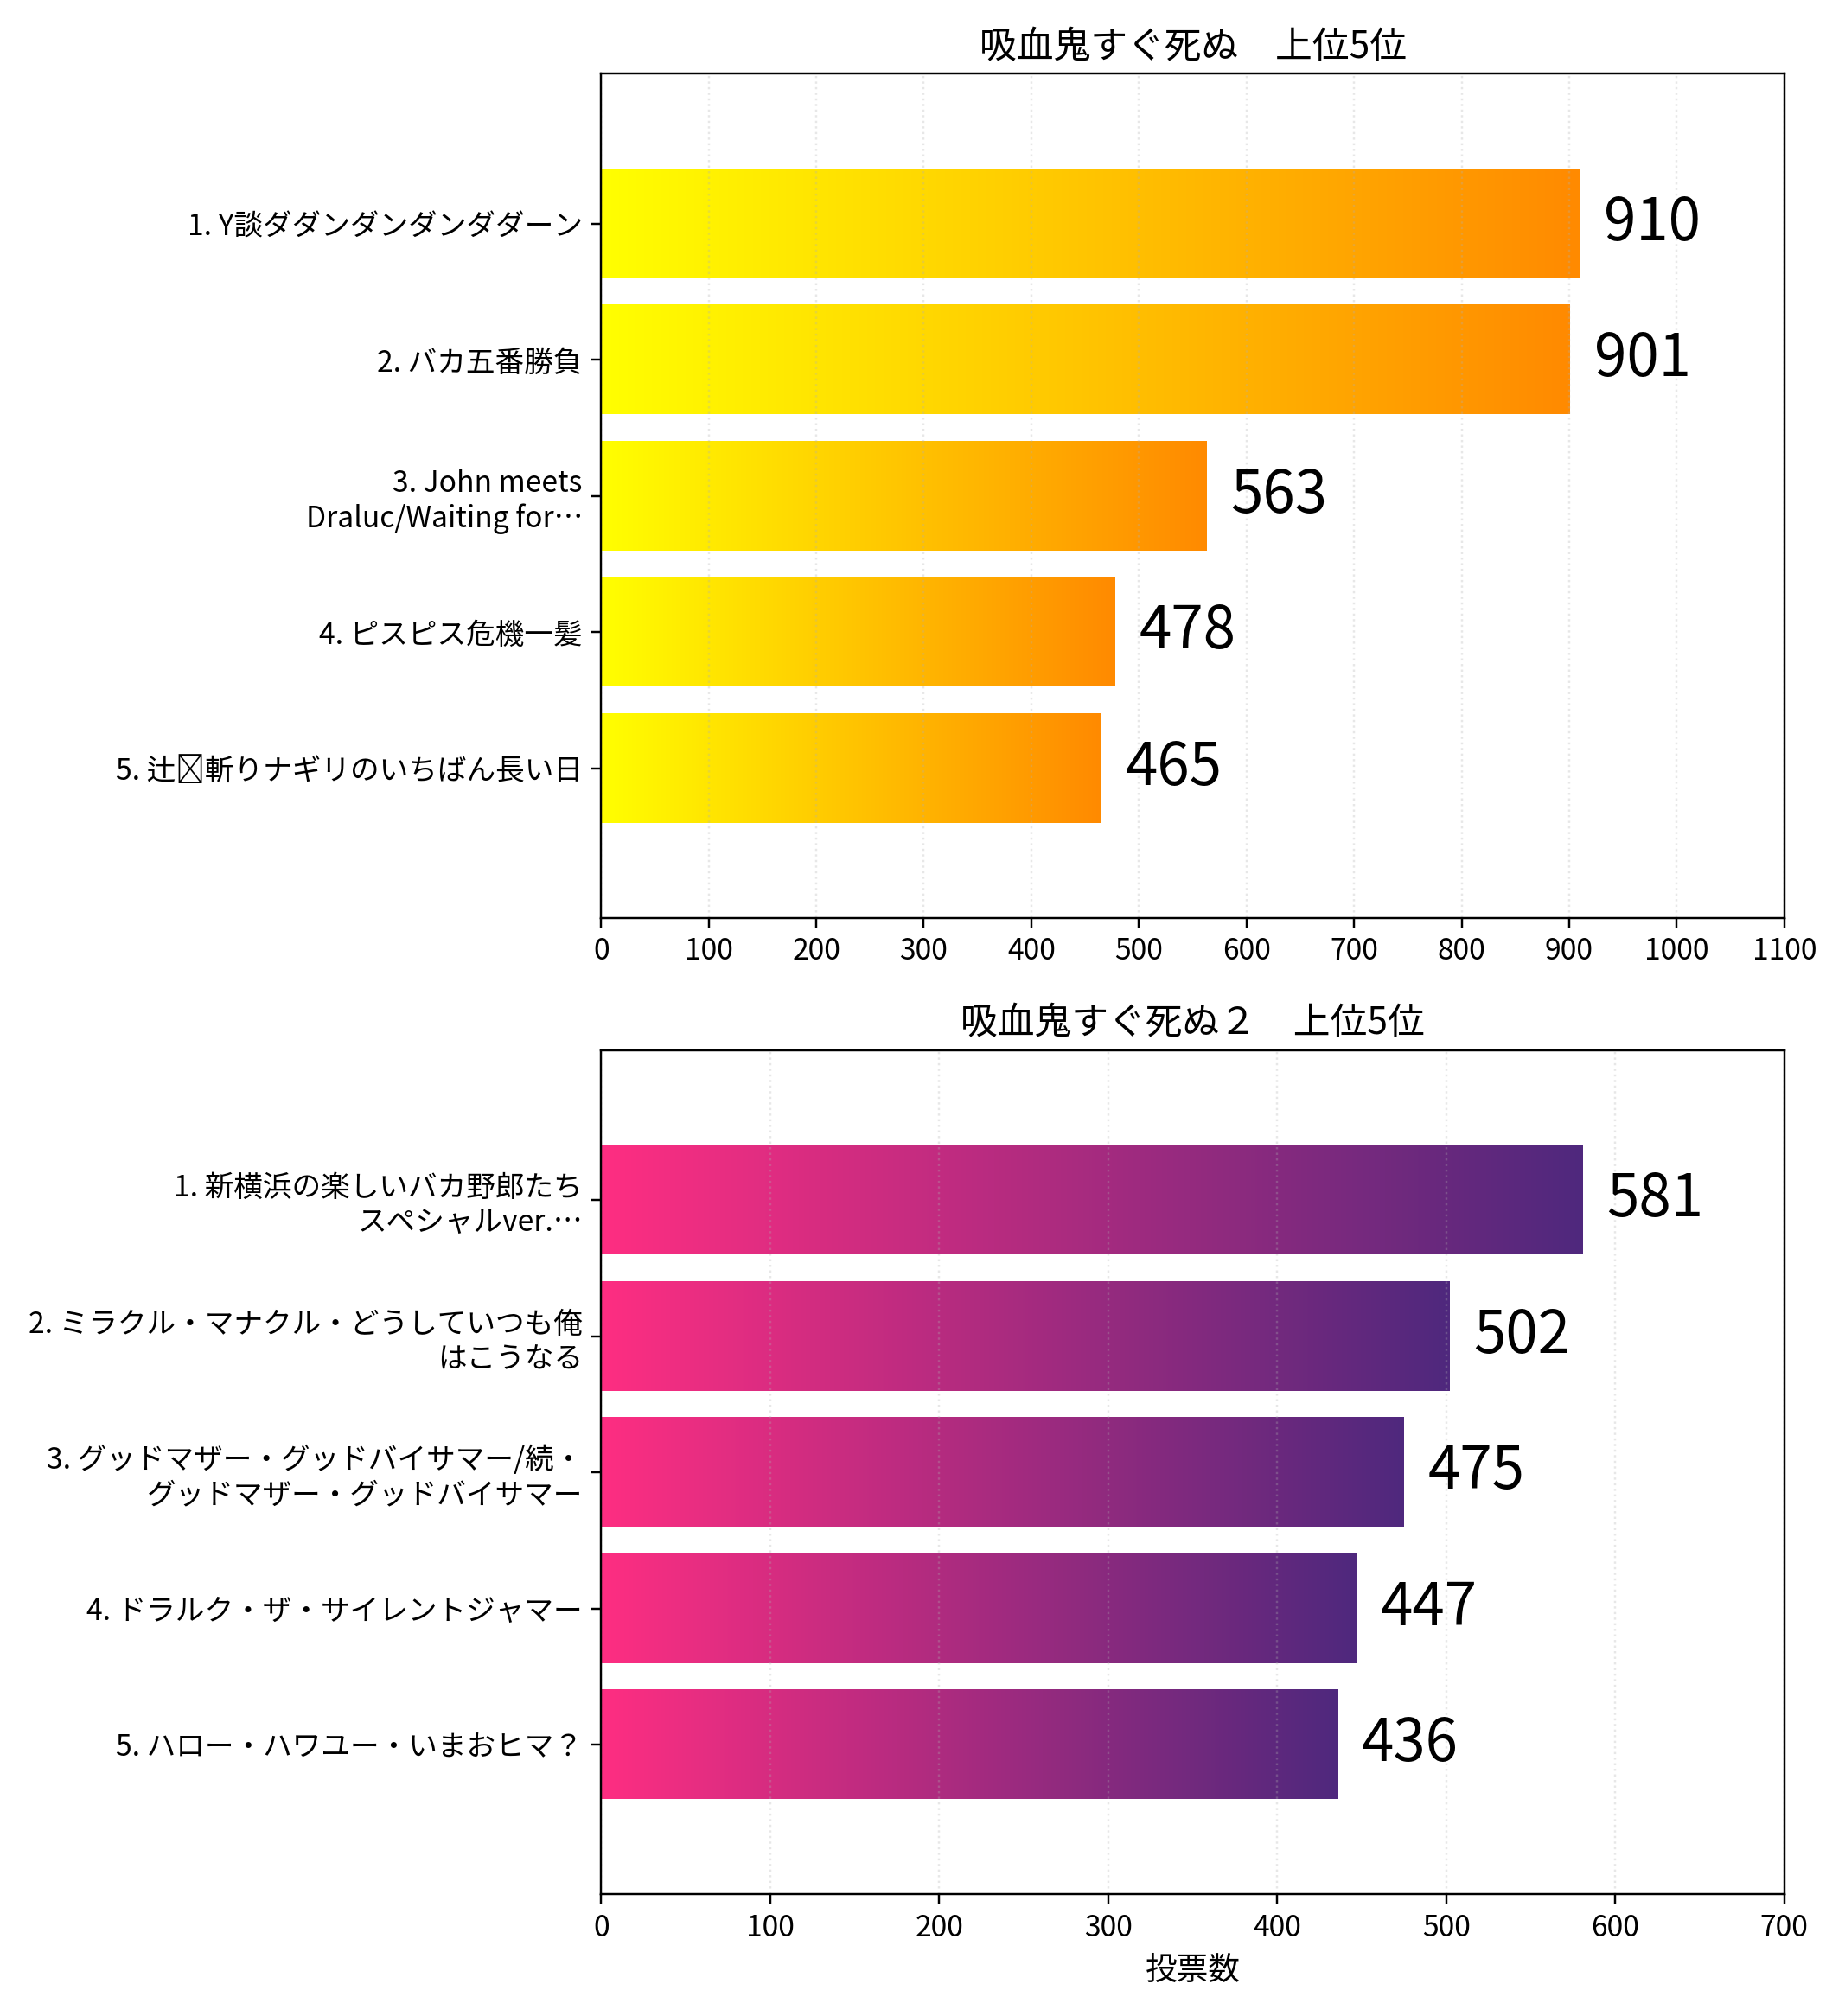 吸血鬼すぐ死ぬ　上位5位
1. Y談ダダンダンダンダダーン
910
2. バカ五番勝負
901
3. John meets
Draluc/Waiting for…
563
4. ピスピス危機一髪
478
5. 辻斬りナギリのいちばん長い日
465
0 100 200 300 400 500 600 700 800 900 1000 1100
吸血鬼すぐ死ぬ２　上位5位
1. 新横浜の楽しいバカ野郎たち
スペシャルver.…
581
2. ミラクル・マナクル・どうしていつも俺
はこうなる
502
3. グッドマザー・グッドバイサマー/続・
グッドマザー・グッドバイサマー
475
4. ドラルク・ザ・サイレントジャマー
447
5. ハロー・ハワユー・いまおヒマ？
436
0 100 200 300 400 500 600 700
投票数